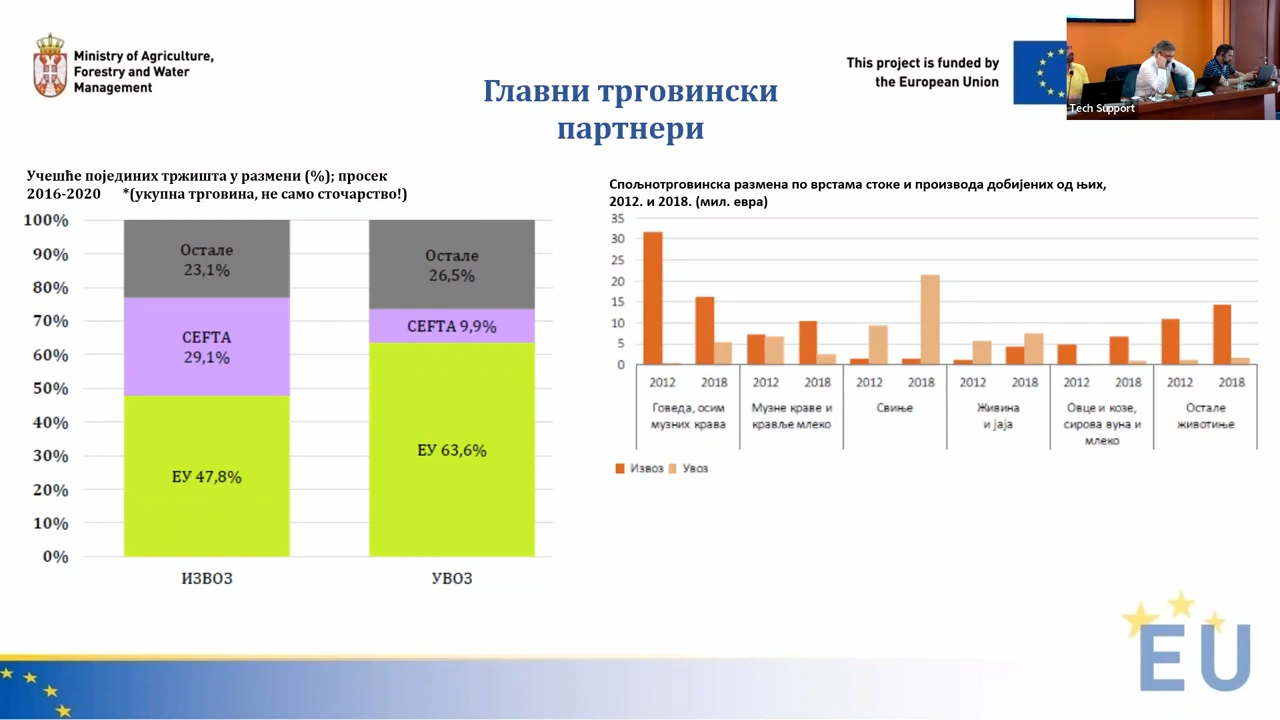 Ministry of Agriculture,
Forestry and Water
Management
This project is funded by
the European Union
Tech Support
Главни трговински
партнери
Учешће појединих тржишта у размени (%); просек
2016-2020 *(укупна трговина, не само сточарство!)
100%
90%
80%
70%
60%
50%
40%
30%
20%
10%
0%
Остале
23,1%
CEFTA
29,1%
ЕУ 47,8%
Остале
26,5%
CEFTA 9,9%
ЕУ 63,6%
ИЗВОЗ
УВОЗ
Спољнотрговинска размена по врстама стоке и производа добијених од њих,
2012. и 2018. (мил. евра)
35
30
25
20
15
10
5
0
2012 2018 2012 2018 2012 2018 2012 2018 2012 2018 2012 2018
Говеда, осим
музних крава
Музне краве и
кравље млеко
Свиње
Живина
и јаја
Овце и козе,
сирова вуна и
млеко
Остале
животиње
Извоз Увоз
EU